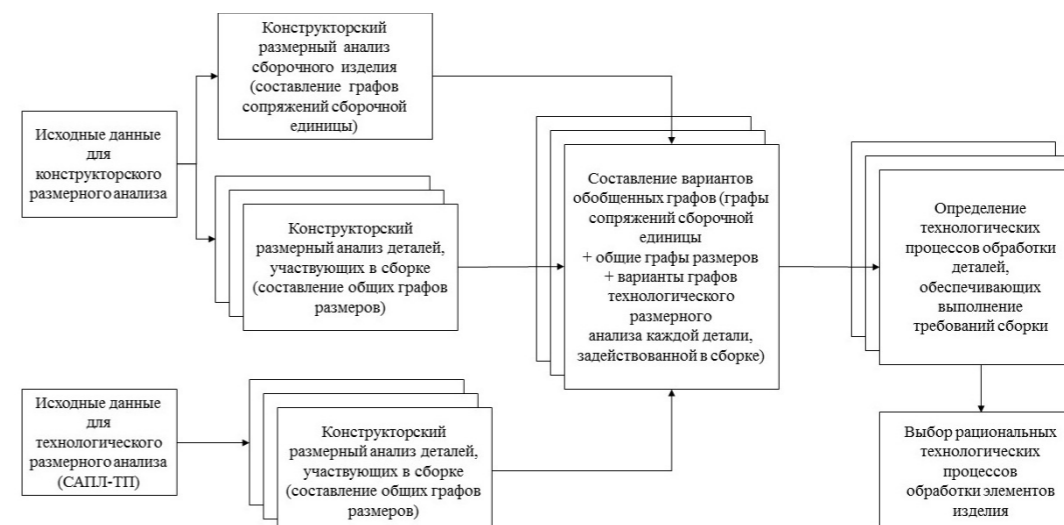 Конструкторский
размерный анализ
сборочного изделия
(составление графов
сопряжений сборочной
единицы)
Исходные данные
для
конструкторского
размерного анализа
Конструкторский
размерный анализ деталей,
участвующих в сборке
(составление общих графов
размеров)
Составление вариантов
обобщенных графов (графы
сопряжений сборочной
единицы
+ общие графы размеров
+ варианты графов
технологического
размерного
анализа каждой детали,
задействованной в сборке)
Определение
технологических
процессов обработки
деталей,
обеспечивающих
выполнение
требований сборки
Исходные данные
для
технологического
размерного анализа
(САПЛ-ТП)
Конструкторский
размерный анализ деталей,
участвующих в сборке
(составление общих графов
размеров)
Выбор рациональных
технологических
процессов
обработки элементов
изделия